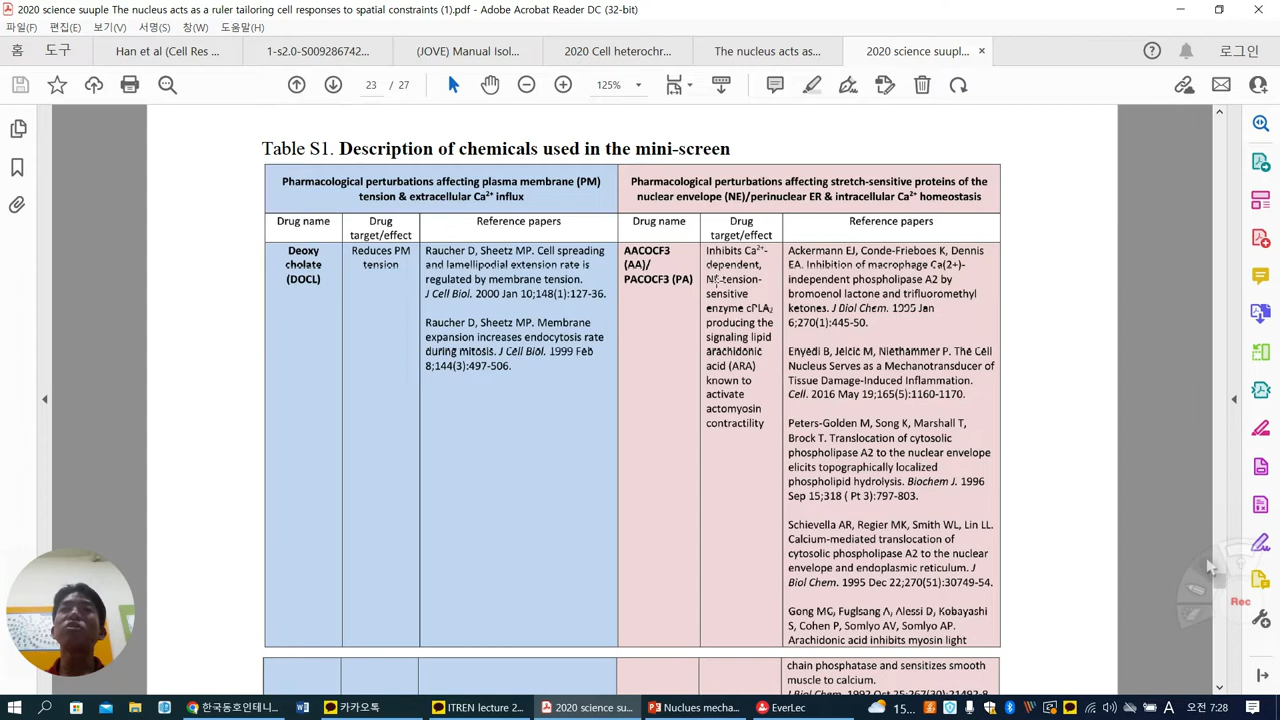 2020 science suuple The nucleus acts as a ruler tailoring cell responses to spatial constraints (1).pdf - Adobe Acrobat Reader DC (32-bit)
파일(F) 편집(E) 보기(V) 서명(S) 창(W) 도움말(H)
홈 도구 Han et al (Cell Res ... 1-s2.0-S009286742... (JOVE) Manual Isol... 2020 Cell heterochr... The nucleus acts as... 2020 science suupl... 로그인
23 / 27 125%
Table S1. Description of chemicals used in the mini-screen
Pharmacological perturbations affecting plasma membrane (PM)
tension & extracellular Ca²⁺ influx
Pharmacological perturbations affecting stretch-sensitive proteins of the
nuclear envelope (NE)/perinuclear ER & intracellular Ca²⁺ homeostasis
Drug name
Drug
target/effect
Reference papers
Drug name
Drug
target/effect
Reference papers
Deoxy
cholate
(DOCL)
Reduces PM
tension
Raucher D, Sheetz MP. Cell spreading
and lamellipodial extension rate is
regulated by membrane tension.
J Cell Biol. 2000 Jan 10;148(1):127-36.
Raucher D, Sheetz MP. Membrane
expansion increases endocytosis rate
during mitosis. J Cell Biol. 1999 Feb
8;144(3):497-506.
AACOCF3
(AA)/
PACOCF3 (PA)
Inhibits Ca²⁺-
dependent,
NE-tension-
sensitive
enzyme cPLA₂
producing the
signaling lipid
arachidonic
acid (ARA)
known to
activate
actomyosin
contractility
Ackermann EJ, Conde-Frieboes K, Dennis
EA. Inhibition of macrophage Ca(2+)-
independent phospholipase A2 by
bromoenol lactone and trifluoromethyl
ketones. J Biol Chem. 1995 Jan
6;270(1):445-50.
Enyedi B, Jelcic M, Niethammer P. The Cell
Nucleus Serves as a Mechanotransducer of
Tissue Damage-Induced Inflammation.
Cell. 2016 May 19;165(5):1160-1170.
Peters-Golden M, Song K, Marshall T,
Brock T. Translocation of cytosolic
phospholipase A2 to the nuclear envelope
elicits topographically localized
phospholipid hydrolysis. Biochem J. 1996
Sep 15;318 ( Pt 3):797-803.
Schievella AR, Regier MK, Smith WL, Lin LL.
Calcium-mediated translocation of
cytosolic phospholipase A2 to the nuclear
envelope and endoplasmic reticulum. J
Biol Chem. 1995 Dec 22;270(51):30749-54.
Gong MC, Fuglsang A, Alessi D, Kobayashi
S, Cohen P, Somlyo AV, Somlyo AP.
Arachidonic acid inhibits myosin light
chain phosphatase and sensitizes smooth
muscle to calcium.
Rec
한국동호인테니... 카카오톡 ITREN lecture 2... 2020 science su... Nuclues mecha... EverLec 15... A 오전 7:28